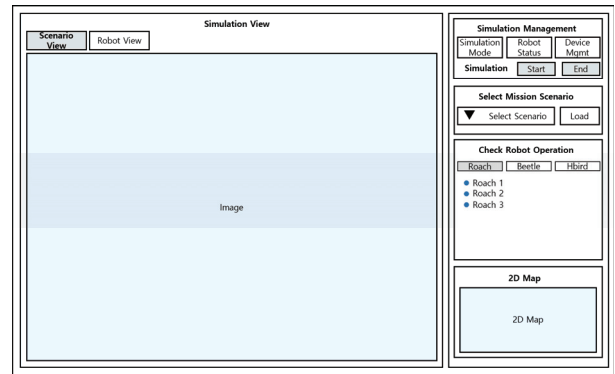 Simulation View
Scenario
View
Robot View
Image
Simulation Management
Simulation
Mode
Robot
Status
Device
Mgmt
Simulation
Start
End
Select Mission Scenario
Select Scenario
Load
Check Robot Operation
Roach
Beetle
Hbird
Roach 1
Roach 2
Roach 3
2D Map
2D Map